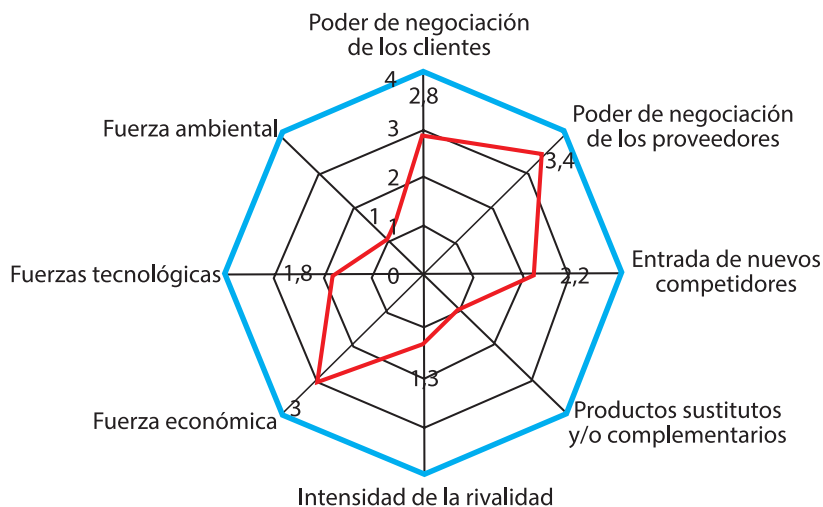 Poder de negociación
de los clientes
4
2,8
Fuerza ambiental
3
Poder de negociación
de los proveedores
3,4
2
1
1
Fuerzas tecnológicas
1,8
0
2,2
Entrada de nuevos
competidores
1,3
3
Fuerza económica
Productos sustitutos
y/o complementarios
Intensidad de la rivalidad